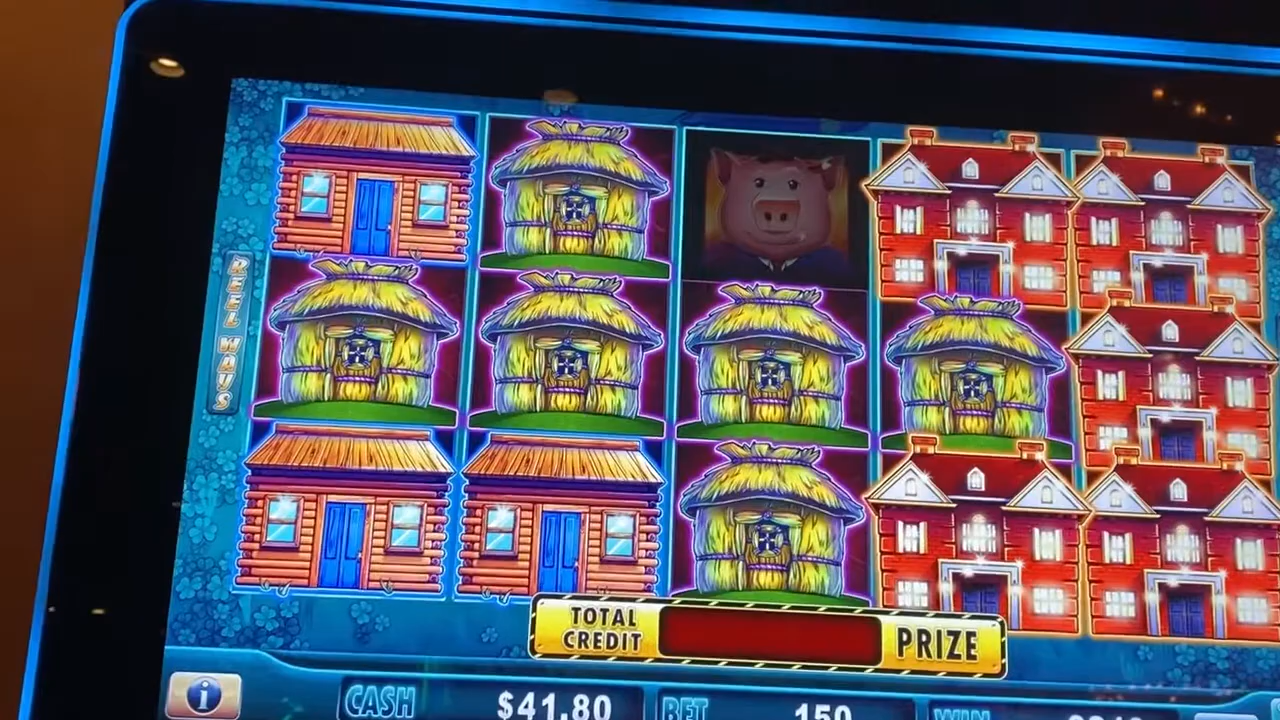 REEL WAYS
TOTAL
CREDIT
PRIZE
CASH $41.80 BET 150 WIN